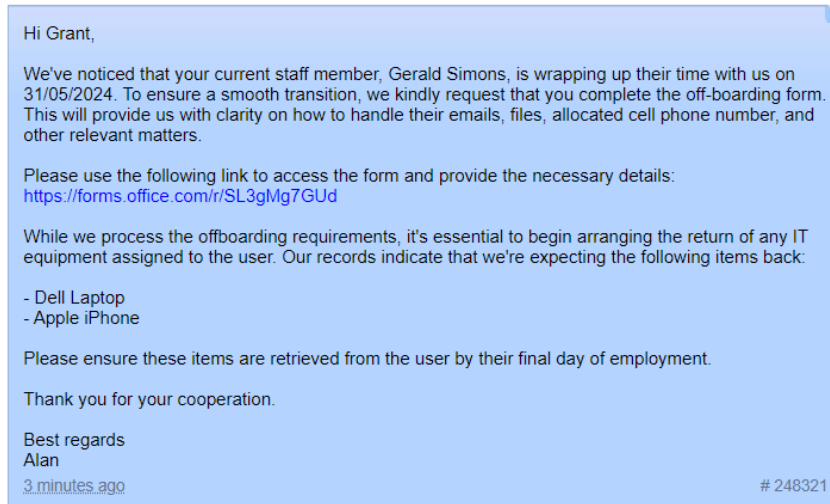 Hi Grant,
We've noticed that your current staff member, Gerald Simons, is wrapping up their time with us on
31/05/2024. To ensure a smooth transition, we kindly request that you complete the off-boarding form.
This will provide us with clarity on how to handle their emails, files, allocated cell phone number, and
other relevant matters.
Please use the following link to access the form and provide the necessary details:
https://forms.office.com/r/SL3gMg7GUd
While we process the offboarding requirements, it's essential to begin arranging the return of any IT
equipment assigned to the user. Our records indicate that we're expecting the following items back:
- Dell Laptop
- Apple iPhone
Please ensure these items are retrieved from the user by their final day of employment.
Thank you for your cooperation.
Best regards
Alan
3 minutes ago # 248321